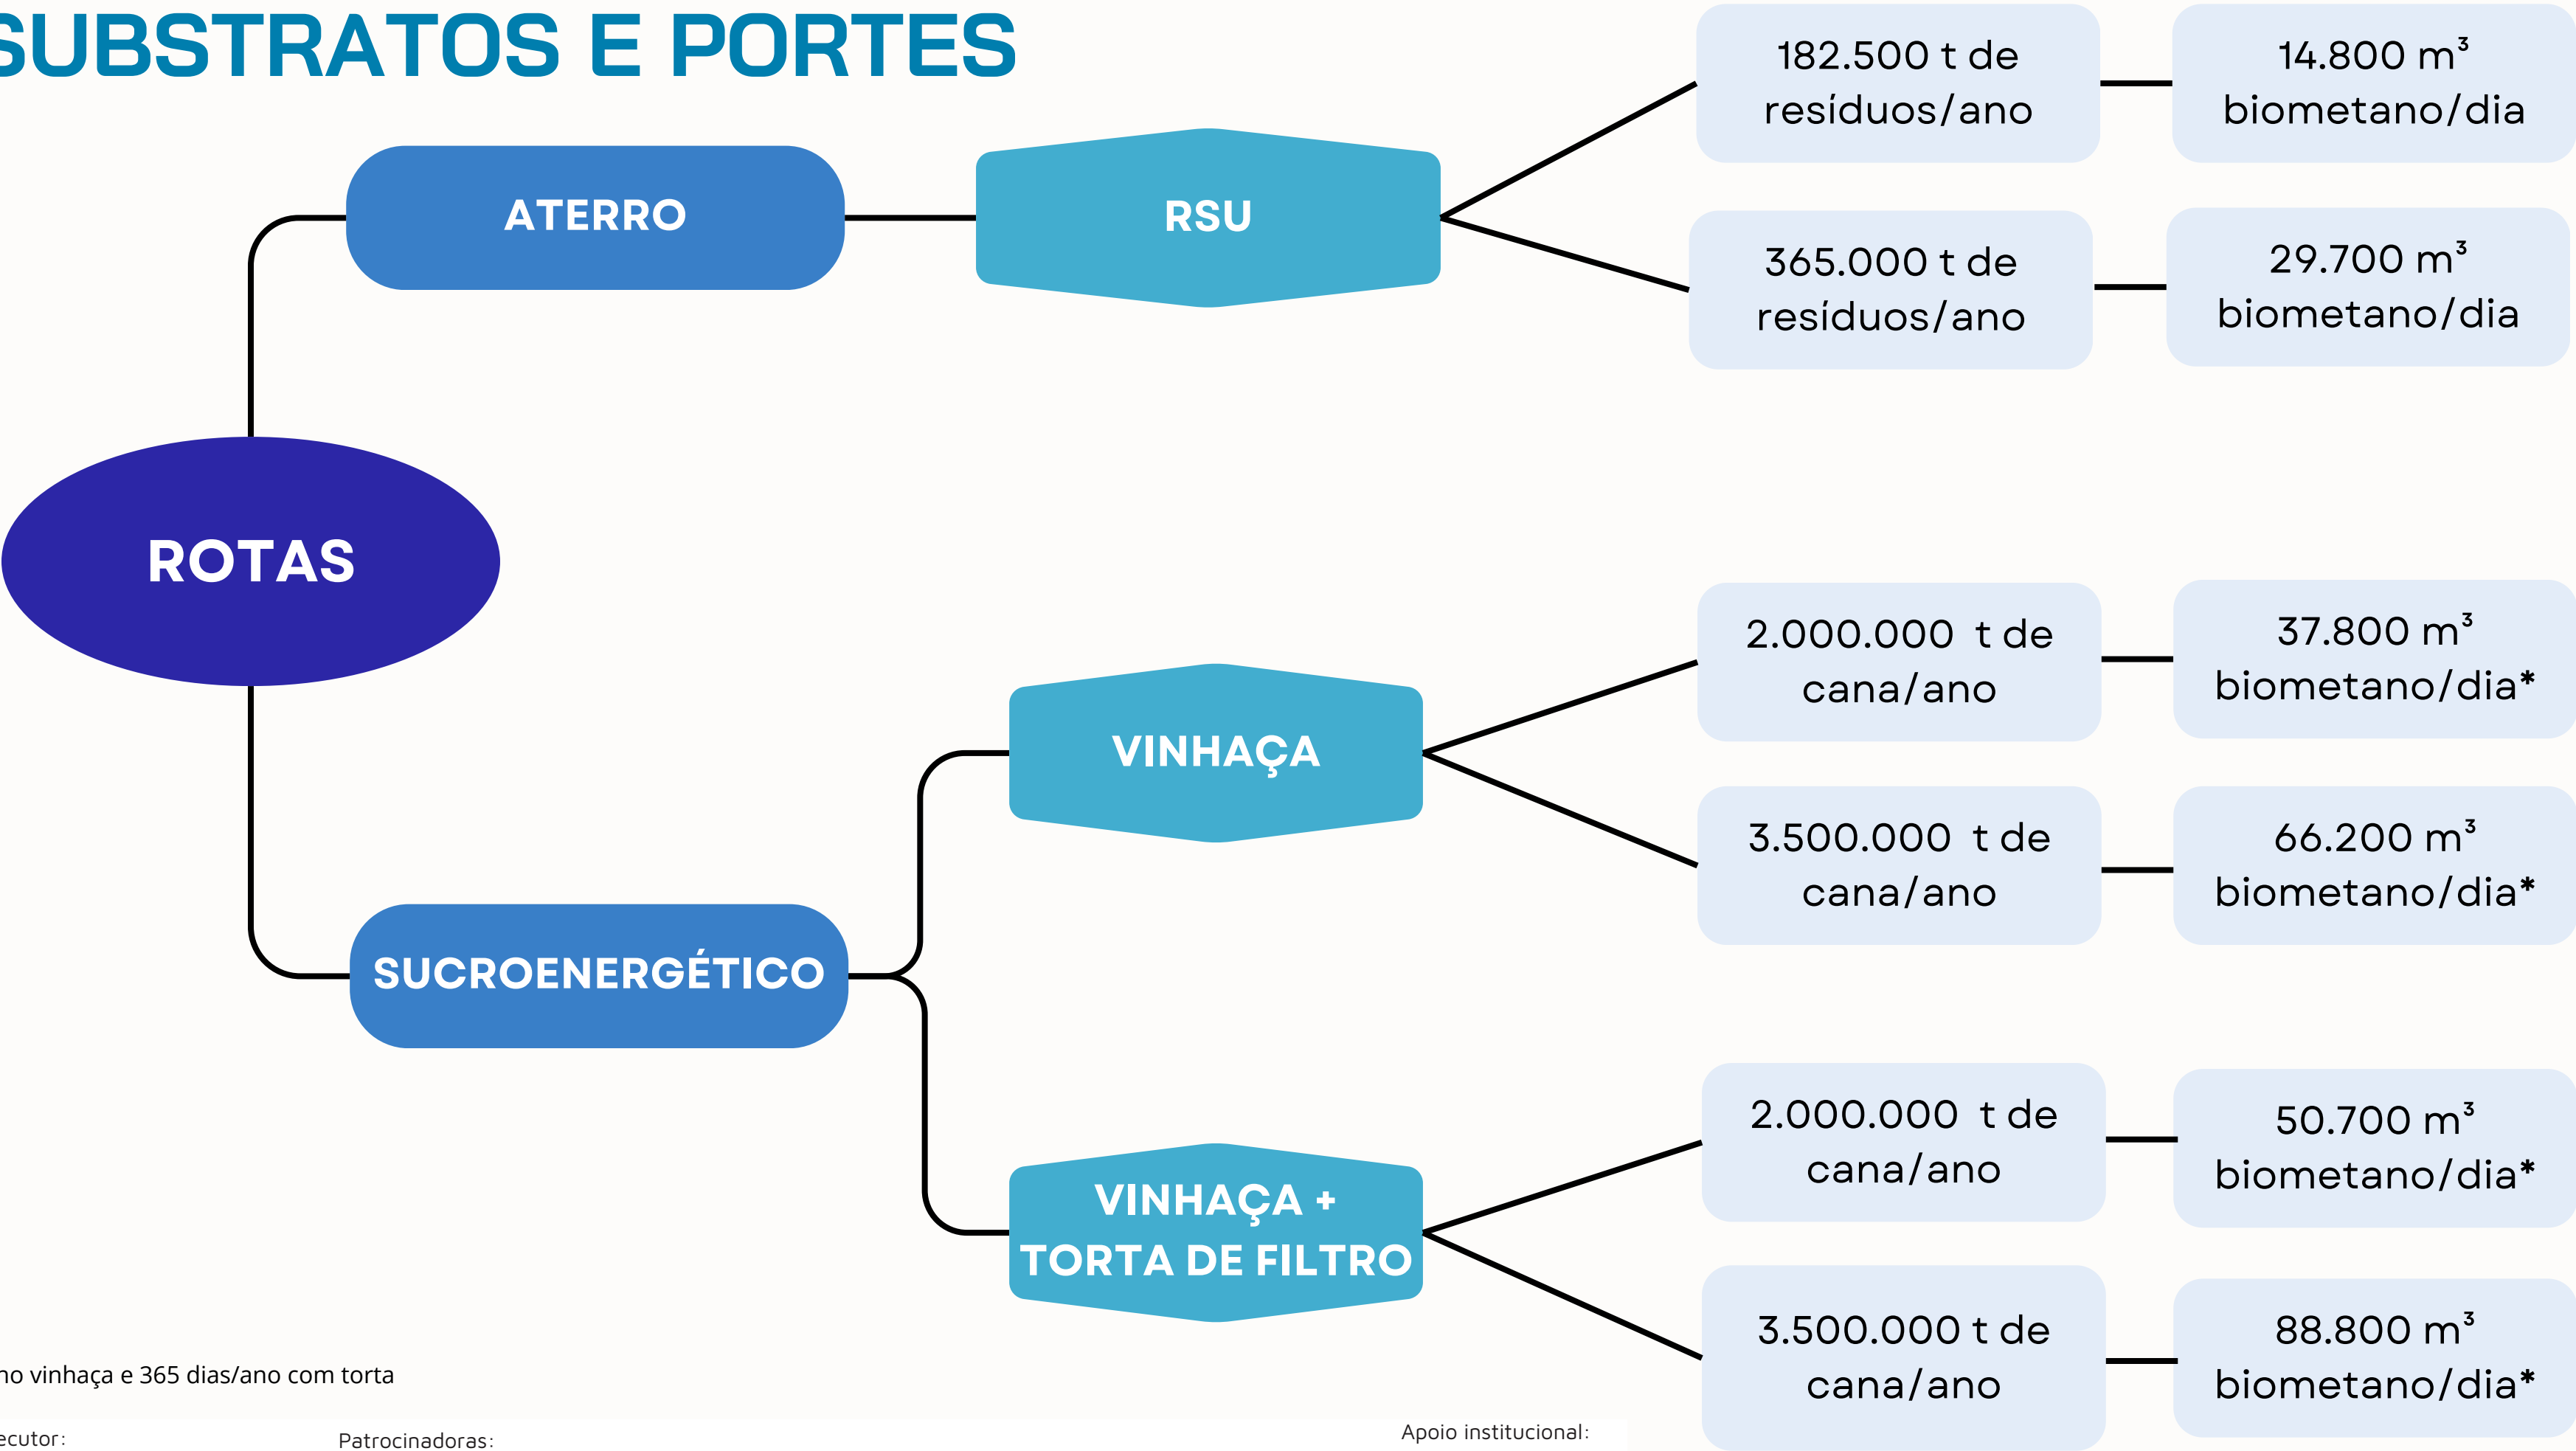 SUBSTRATOS E PORTES
182.500 t de
resíduos/ano
14.800 m³
biometano/dia
ATERRO
RSU
365.000 t de
resíduos/ano
29.700 m³
biometano/dia
ROTAS
2.000.000 t de
cana/ano
37.800 m³
biometano/dia*
VINHAÇA
3.500.000 t de
cana/ano
66.200 m³
biometano/dia*
SUCROENERGÉTICO
2.000.000 t de
cana/ano
50.700 m³
biometano/dia*
VINHAÇA +
TORTA DE FILTRO
3.500.000 t de
cana/ano
88.800 m³
biometano/dia*
no vinhaça e 365 dias/ano com torta
ecutor:
Patrocinadoras:
Apoio institucional: